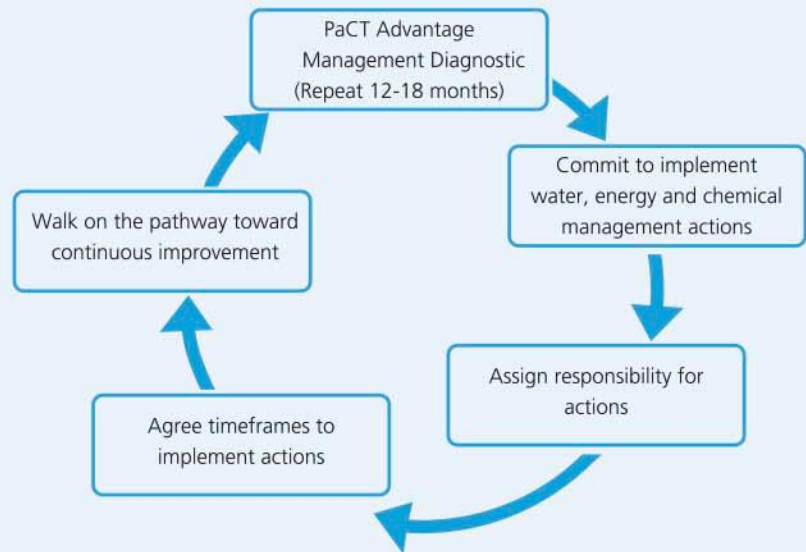 PaCT Advantage
Management Diagnostic
(Repeat 12-18 months)
Commit to implement
water, energy and chemical
management actions
Assign responsibility for
actions
Agree timeframes to
implement actions
Walk on the pathway toward
continuous improvement